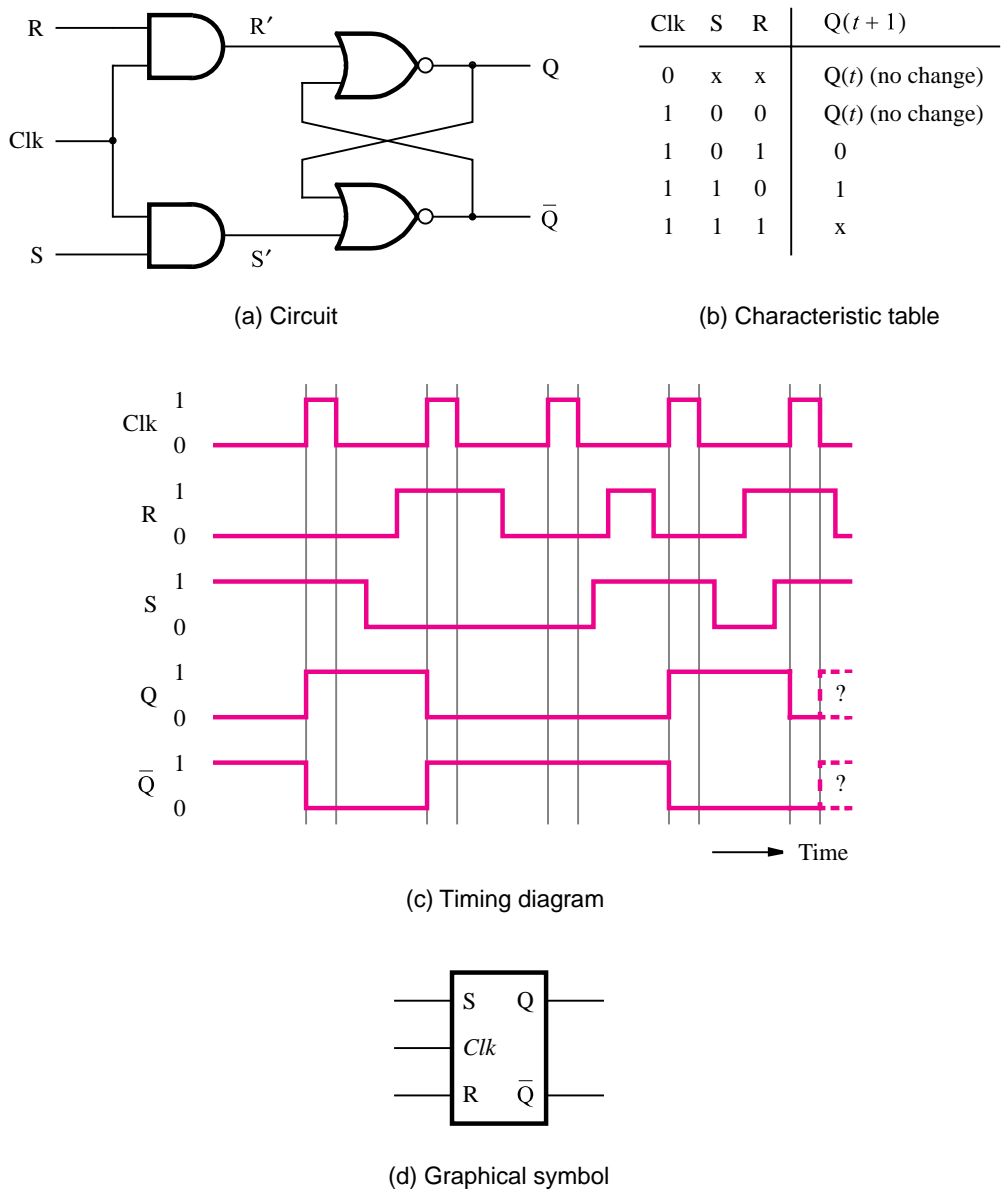 R
R′
Q
Clk
Q̅
S
S′
(a) Circuit
Clk S R Q(t + 1)
0 x x Q(t) (no change)
1 0 0 Q(t) (no change)
1 0 1 0
1 1 0 1
1 1 1 x
(b) Characteristic table
1
Clk
0
1
R
0
1
S
0
1
Q ?
0
1
Q̅ ?
0
Time
(c) Timing diagram
S Q
Clk
R Q̅
(d) Graphical symbol